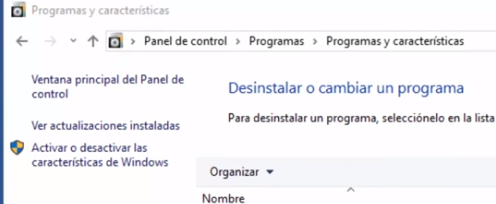 Programas y características
Panel de control > Programas > Programas y características
Ventana principal del Panel de
control
Desinstalar o cambiar un programa
Para desinstalar un programa, selecciónelo en la lista
Ver actualizaciones instaladas
Activar o desactivar las
características de Windows
Organizar
Nombre